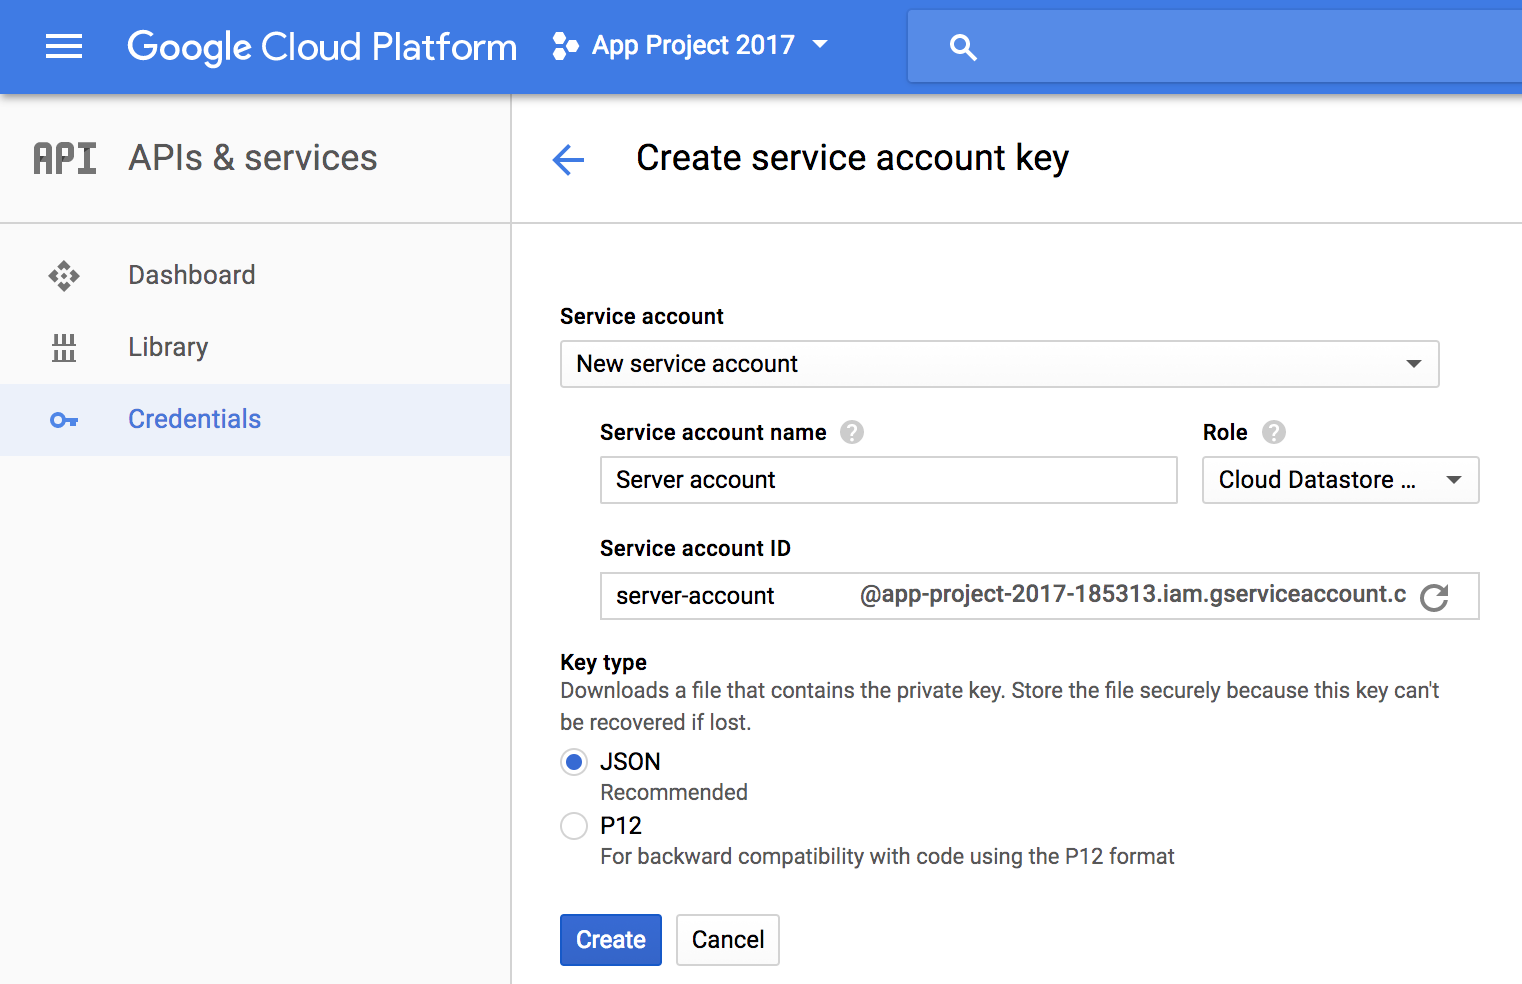 Google Cloud Platform
App Project 2017
API
APIs & services
Create service account key
Dashboard
Library
Credentials
Service account
New service account
Service account name ?
Role ?
Server account
Cloud Datastore ...
Service account ID
server-account @app-project-2017-185313.iam.gserviceaccount.c
Key type
Downloads a file that contains the private key. Store the file securely because this key can't
be recovered if lost.
JSON
Recommended
P12
For backward compatibility with code using the P12 format
Create
Cancel